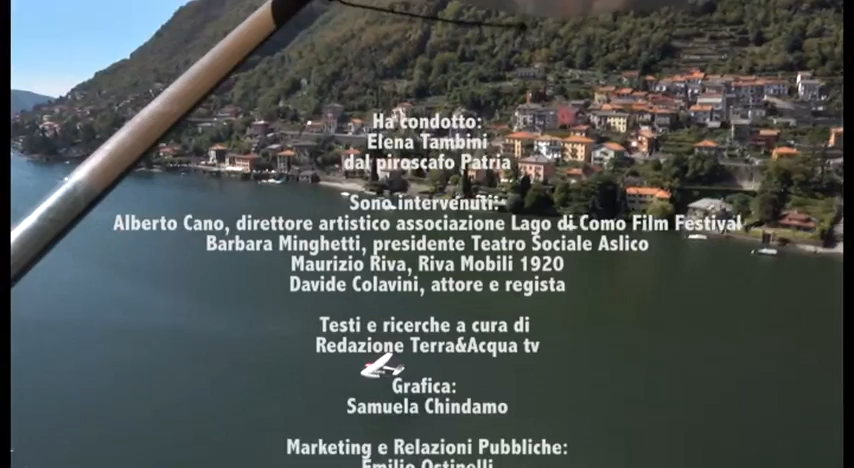 Ha condotto:
Elena Tambini
dal piroscafo Patria
Sono intervenuti:
Alberto Cano, direttore artistico associazione Lago di Como Film Festival
Barbara Minghetti, presidente Teatro Sociale Aslico
Maurizio Riva, Riva Mobili 1920
Davide Colavini, attore e regista
Testi e ricerche a cura di
Redazione Terra&Acqua tv
Grafica:
Samuela Chindamo
Marketing e Relazioni Pubbliche:
Emilio Ostinelli